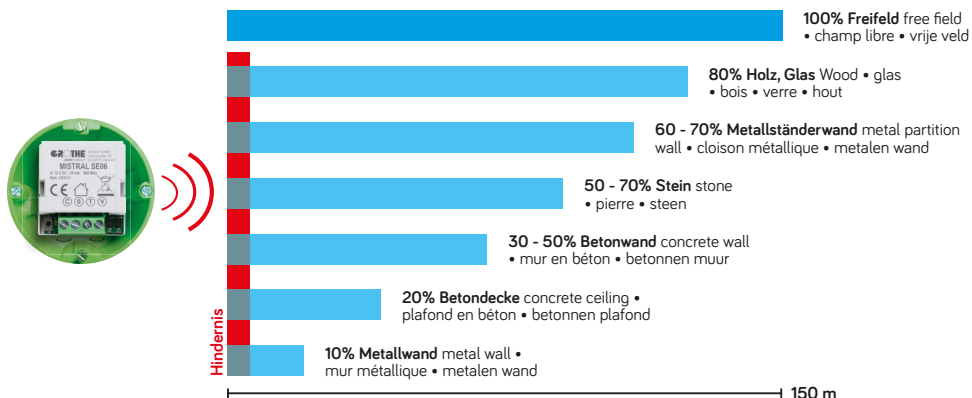 100% Freifeld free field
• champ libre • vrije veld
80% Holz, Glas Wood • glas
• bois • verre • hout
60 - 70% Metallständerwand metal partition
wall • cloison métallique • metalen wand
50 - 70% Stein stone
• pierre • steen
30 - 50% Betonwand concrete wall
• mur en béton • betonnen muur
20% Betondecke concrete ceiling •
plafond en béton • betonnen plafond
10% Metallwand metal wall •
mur métallique • metalen wand
150 m
Hindernis
GROTHE
MISTRAL SE06
CE
C B T V